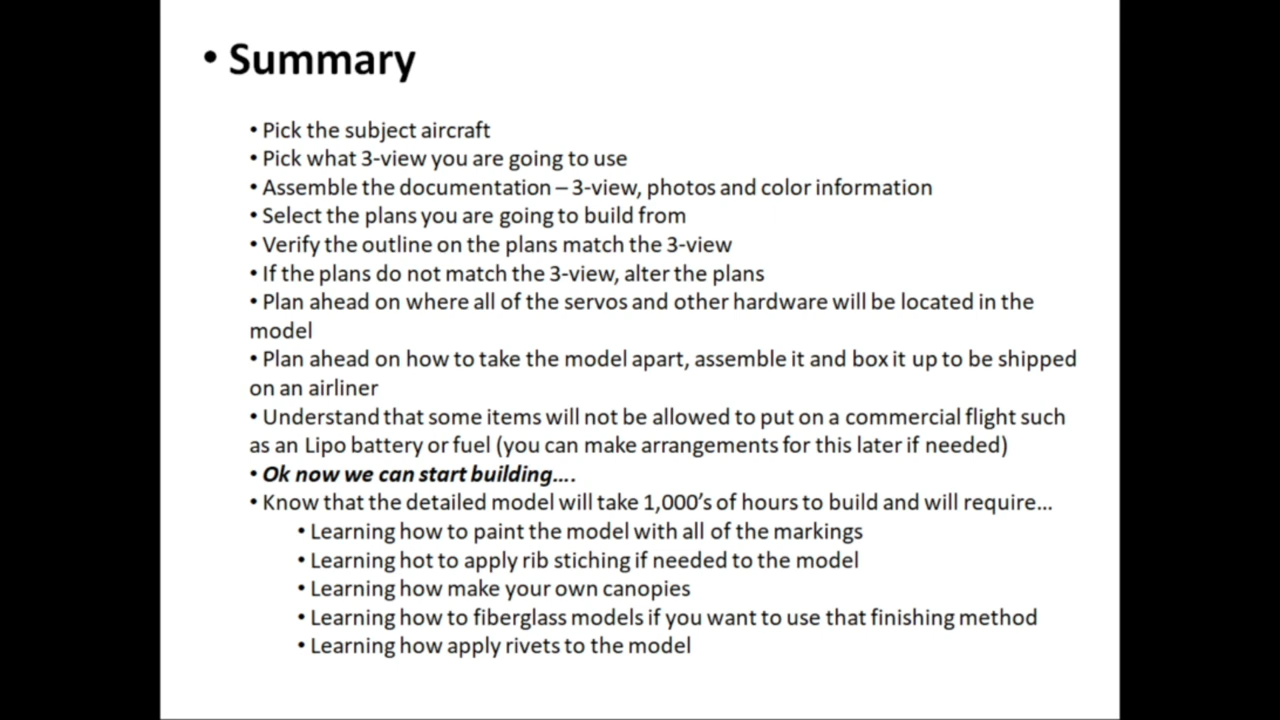 • Summary
• Pick the subject aircraft
• Pick what 3-view you are going to use
• Assemble the documentation – 3-view, photos and color information
• Select the plans you are going to build from
• Verify the outline on the plans match the 3-view
• If the plans do not match the 3-view, alter the plans
• Plan ahead on where all of the servos and other hardware will be located in the
model
• Plan ahead on how to take the model apart, assemble it and box it up to be shipped
on an airliner
• Understand that some items will not be allowed to put on a commercial flight such
as an Lipo battery or fuel (you can make arrangements for this later if needed)
• Ok now we can start building....
• Know that the detailed model will take 1,000’s of hours to build and will require...
• Learning how to paint the model with all of the markings
• Learning hot to apply rib stiching if needed to the model
• Learning how make your own canopies
• Learning how to fiberglass models if you want to use that finishing method
• Learning how apply rivets to the model